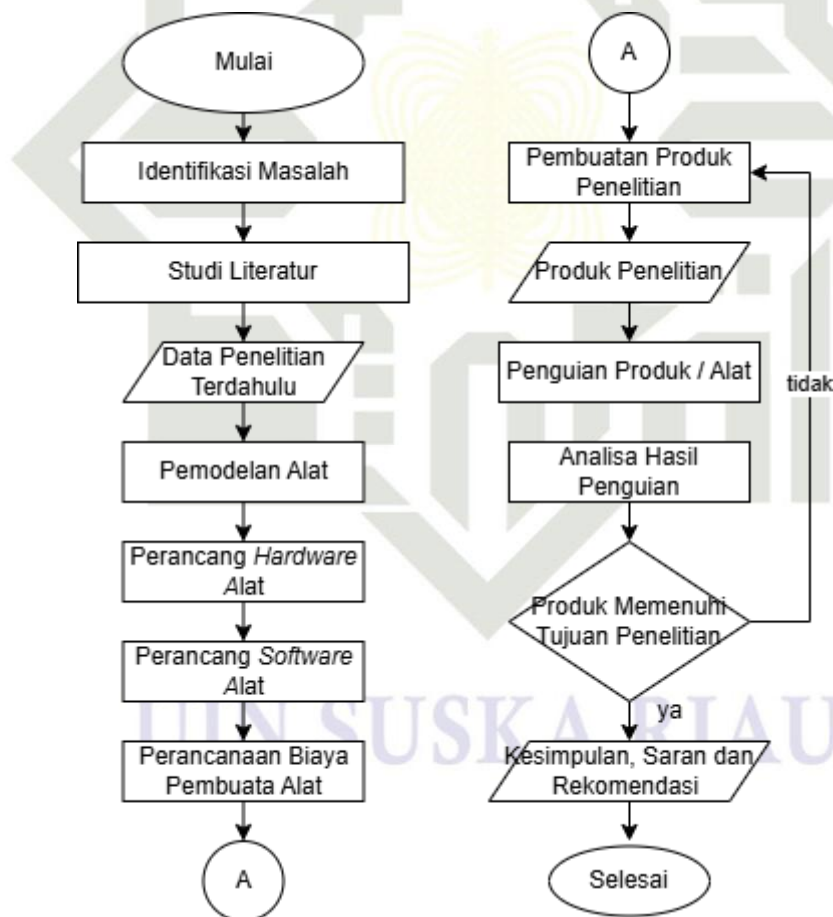 Mulai
Identifikasi Masalah
Studi Literatur
Data Penelitian
Terdahulu
Pemodelan Alat
Perancang Hardware
Alat
Perancang Software
Alat
Perancanaan Biaya
Pembuata Alat
A
A
Pembuatan Produk
Penelitian
Produk Penelitian
Penguian Produk / Alat
tidak
Analisa Hasil
Penguian
Produk Memenuhi
Tujuan Penelitian
ya
Kesimpulan, Saran dan
Rekomendasi
Selesai
UIN SUSKA RIAU